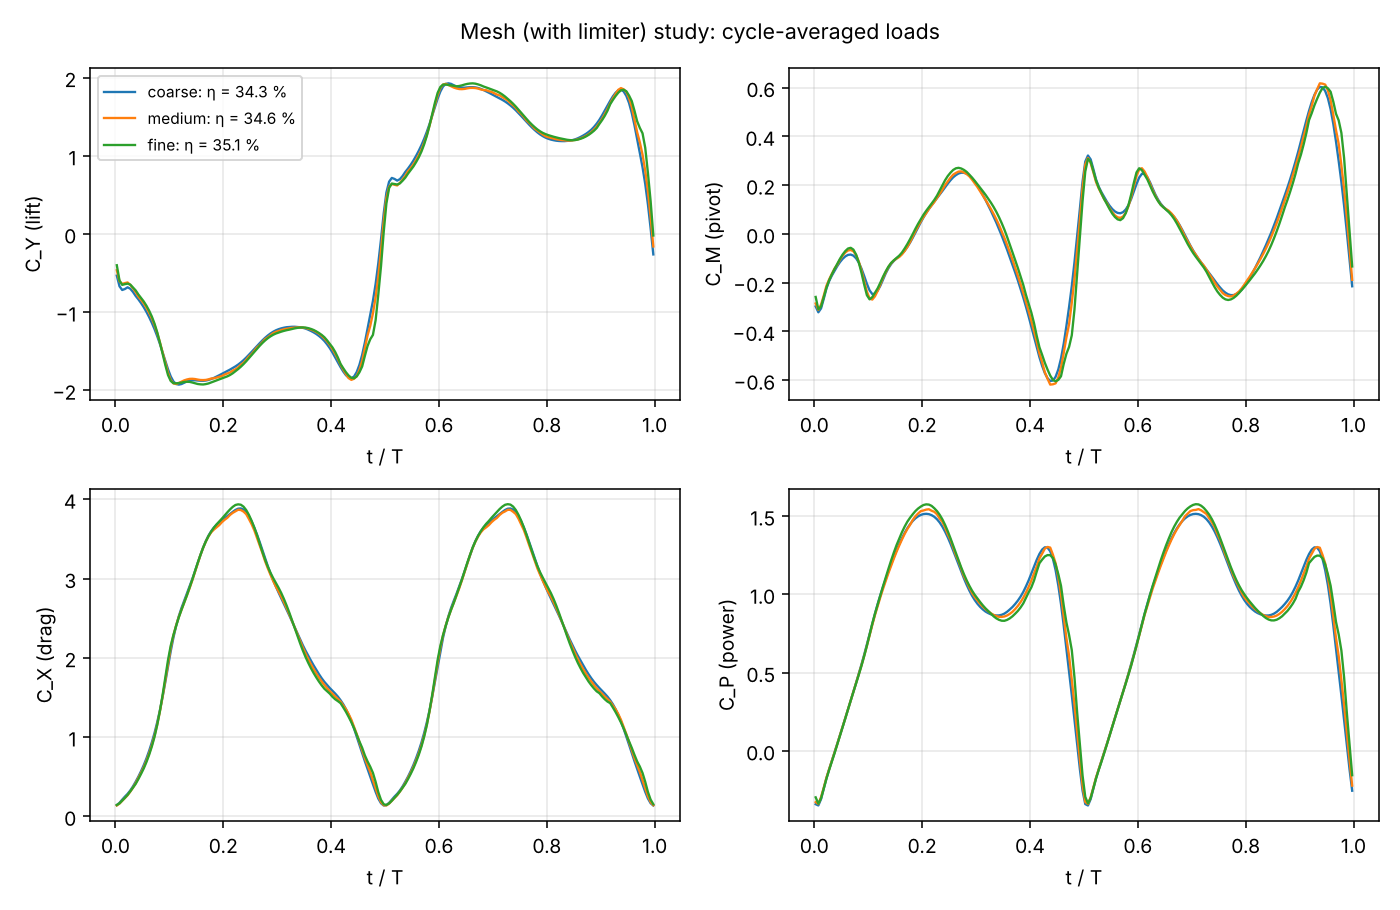 Mesh (with limiter) study: cycle-averaged loads
coarse: η = 34.3 %
medium: η = 34.6 %
fine: η = 35.1 %
C_Y (lift)
2
1
0
−1
−2
0.0 0.2 0.4 0.6 0.8 1.0
t / T
C_M (pivot)
0.6
0.4
0.2
0.0
−0.2
−0.4
−0.6
0.0 0.2 0.4 0.6 0.8 1.0
t / T
C_X (drag)
4
3
2
1
0
0.0 0.2 0.4 0.6 0.8 1.0
t / T
C_P (power)
1.5
1.0
0.5
0.0
0.0 0.2 0.4 0.6 0.8 1.0
t / T